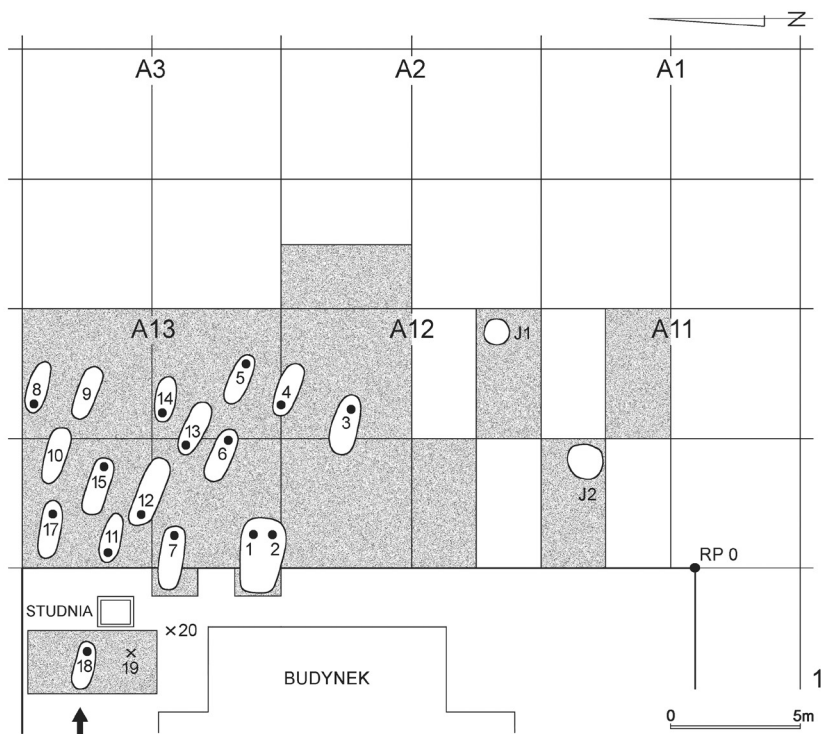 N
A3 A2 A1
A13 A12 A11
J1
5
8 9 14 4
3
13
6
10
15
12 J2
17 11
7 1 2
RP 0
STUDNIA
×20
18 × 19
BUDYNEK
1
0 5m